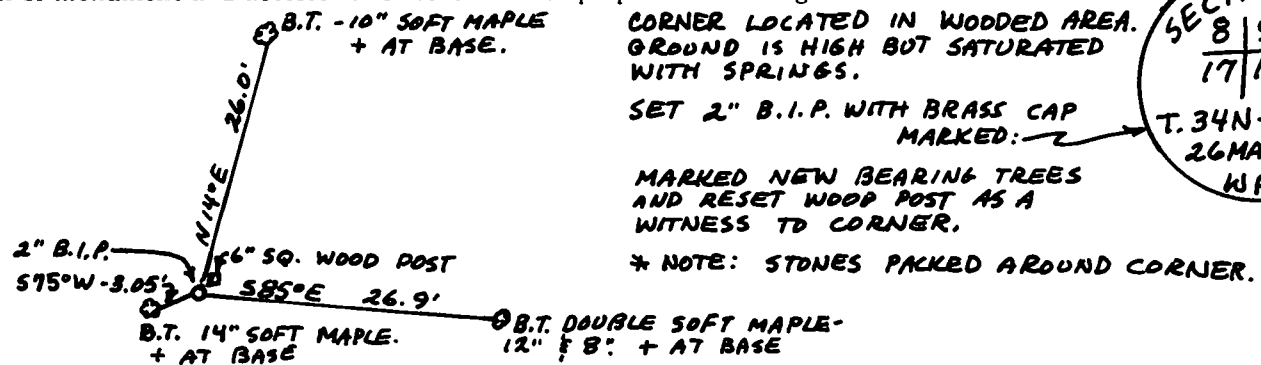 B.T. - 10" SOFT MAPLE
+ AT BASE.
26.0'
N 14° E
2" B.I.P.
6" SQ. WOOD POST
S75°W - 3.05'
S85°E 26.9'
B.T. 14" SOFT MAPLE.
+ AT BASE
B.T. DOUBLE SOFT MAPLE-
12" & 8". + AT BASE
CORNER LOCATED IN WOODED AREA.
GROUND IS HIGH BUT SATURATED
WITH SPRINGS.
SET 2" B.I.P. WITH BRASS CAP
MARKED:
MARKED NEW BEARING TREES
AND RESET WOOD POST AS A
WITNESS TO CORNER.
* NOTE: STONES PACKED AROUND CORNER.
8
17
T. 34N